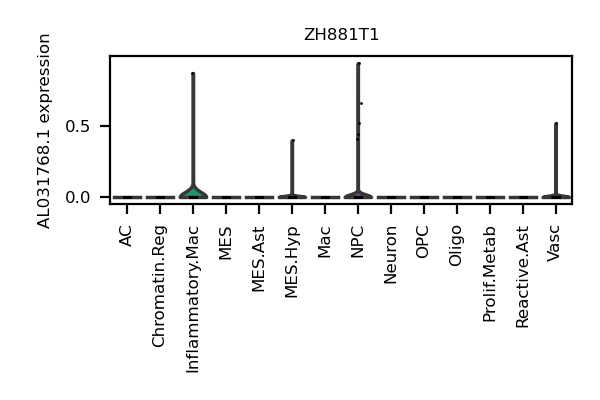 ZH881T1
AL031768.1 expression
0.5
0.0
AC
Chromatin.Reg
Inflammatory.Mac
MES
MES.Ast
MES.Hyp
Mac
NPC
Neuron
OPC
Oligo
Prolif.Metab
Reactive.Ast
Vasc